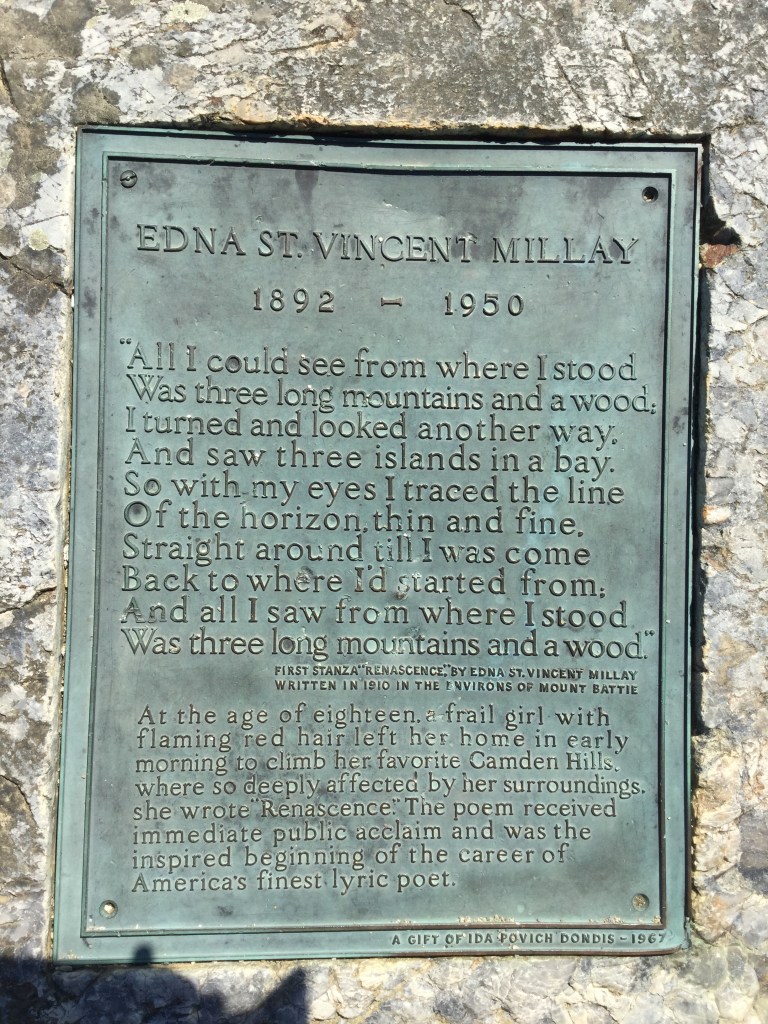 EDNA ST. VINCENT MILLAY
1892 – 1950
"All I could see from where I stood
Was three long mountains and a wood;
I turned and looked another way,
And saw three islands in a bay.
So with my eyes I traced the line
Of the horizon, thin and fine,
Straight around till I was come
Back to where I'd started from;
And all I saw from where I stood
Was three long mountains and a wood."
FIRST STANZA "RENASCENCE," BY EDNA ST. VINCENT MILLAY
WRITTEN IN 1910 IN THE ENVIRONS OF MOUNT BATTIE
At the age of eighteen, a frail girl with
flaming red hair left her home in early
morning to climb her favorite Camden Hills,
where so deeply affected by her surroundings,
she wrote "Renascence." The poem received
immediate public acclaim and was the
inspired beginning of the career of
America's finest lyric poet.
A GIFT OF IDA POVICH DONDIS – 1967